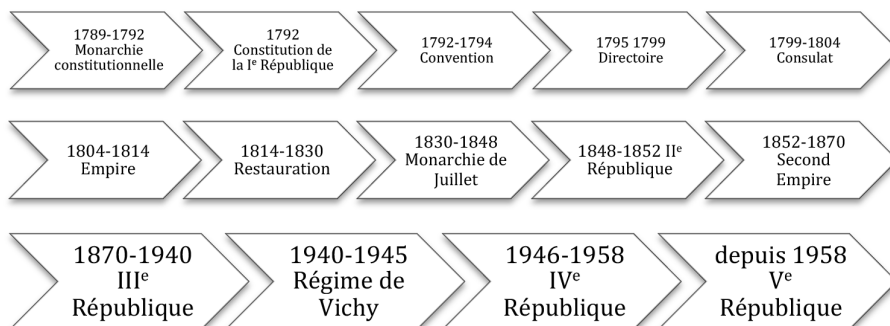 1789-1792
Monarchie
constitutionnelle
1792
Constitution de
la Iᵉ République
1792-1794
Convention
1795 1799
Directoire
1799-1804
Consulat
1804-1814
Empire
1814-1830
Restauration
1830-1848
Monarchie de
Juillet
1848-1852 IIᵉ
République
1852-1870
Second
Empire
1870-1940
IIIᵉ
République
1940-1945
Régime de
Vichy
1946-1958
IVᵉ
République
depuis 1958
Vᵉ
République